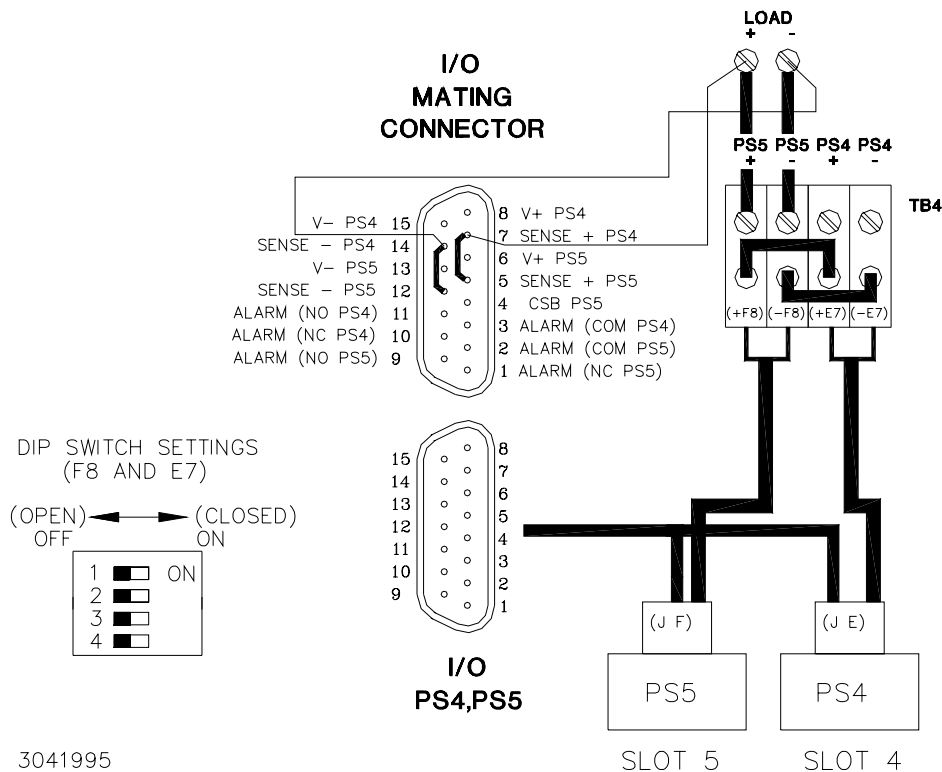 LOAD
+ -
I/O
MATING
CONNECTOR
PS5 PS5 PS4 PS4
+ - + -
TB4
V- PS4 15
SENSE - PS4 14
V- PS5 13
SENSE - PS5 12
ALARM (NO PS4) 11
ALARM (NC PS4) 10
ALARM (NO PS5) 9
8 V+ PS4
7 SENSE + PS4
6 V+ PS5
5 SENSE + PS5
4 CSB PS5
3 ALARM (COM PS4)
2 ALARM (COM PS5)
1 ALARM (NC PS5)
(+F8) (-F8) (+E7) (-E7)
DIP SWITCH SETTINGS
(F8 AND E7)
(OPEN) (CLOSED)
OFF ON
1 ON
2
3
4
15
14
13
12
11
10
9
8
7
6
5
4
3
2
1
I/O
PS4,PS5
(J F) (J E)
PS5 PS4
SLOT 5 SLOT 4
3041995